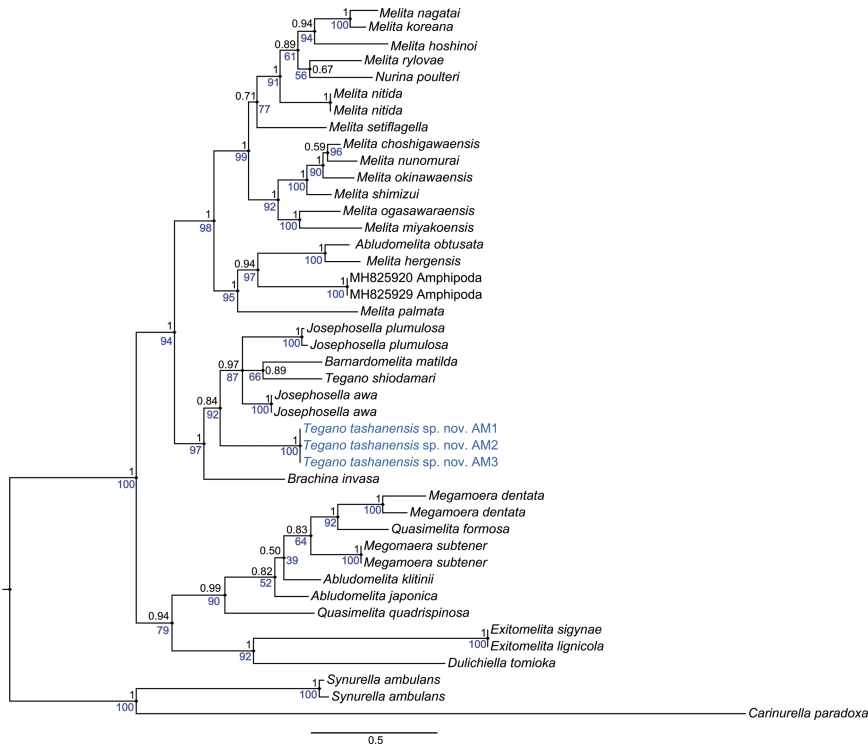 1
100
Melita nagatai
Melita koreana
0.94
94
Melita hoshinoi
0.89
61
Melita rylovae
56
0.67
Nurina poulteri
1
91
1
Melita nitida
Melita nitida
0.71
77
Melita setiflagella
0.59
96
Melita choshigawaensis
Melita nunomurai
1
90
Melita okinawaensis
1
99
1
100
Melita shimizui
1
92
1
100
Melita ogasawaraensis
Melita miyakoensis
1
98
1
100
Abludomelita obtusata
Melita hergensis
0.94
97
1
100
MH825920 Amphipoda
MH825929 Amphipoda
1
95
Melita palmata
1
94
1
100
Josephosella plumulosa
Josephosella plumulosa
0.97
87
66
0.89
Barnardomelita matilda
Tegano shiodamari
1
100
Josephosella awa
Josephosella awa
0.84
92
1
100
Tegano tashanensis sp. nov. AM1
Tegano tashanensis sp. nov. AM2
Tegano tashanensis sp. nov. AM3
1
97
Brachina invasa
1
100
1
100
Megamoera dentata
Megamoera dentata
1
92
Quasimelita formosa
0.83
64
1
100
Megomaera subtener
Megamoera subtener
0.50
39
Abludomelita klitinii
0.82
52
Abludomelita japonica
0.99
90
Quasimelita quadrispinosa
0.94
79
1
100
Exitomelita sigynae
Exitomelita lignicola
1
92
Dulichiella tomioka
1
100
1
100
Synurella ambulans
Synurella ambulans
Carinurella paradoxa
0.5